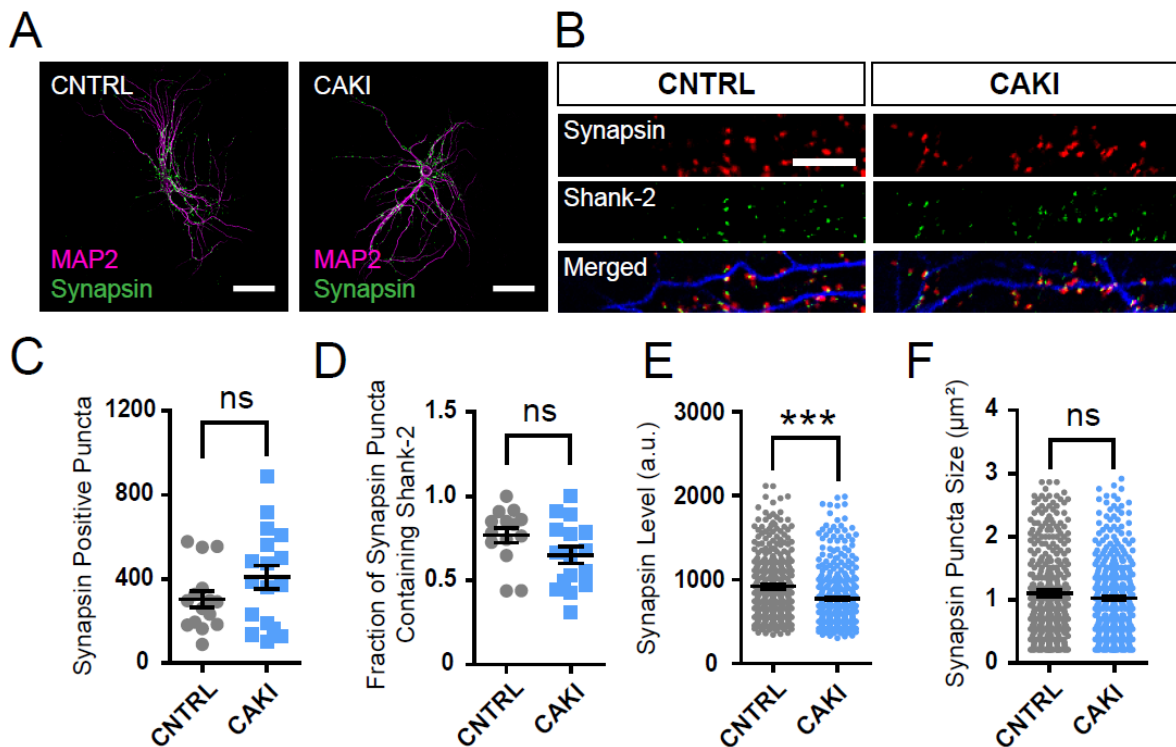 A
CNTRL
MAP2
Synapsin
CAKI
MAP2
Synapsin
B
CNTRL
CAKI
Synapsin
Shank-2
Merged
C
Synapsin Positive Puncta
1200
800
400
0
ns
CNTRL
CAKI
D
Fraction of Synapsin Puncta
Containing Shank-2
1.5
1.0
0.5
0
ns
CNTRL
CAKI
E
Synapsin Level (a.u.)
3000
2000
1000
0
***
CNTRL
CAKI
F
Synapsin Puncta Size (µm²)
4
3
2
1
0
ns
CNTRL
CAKI